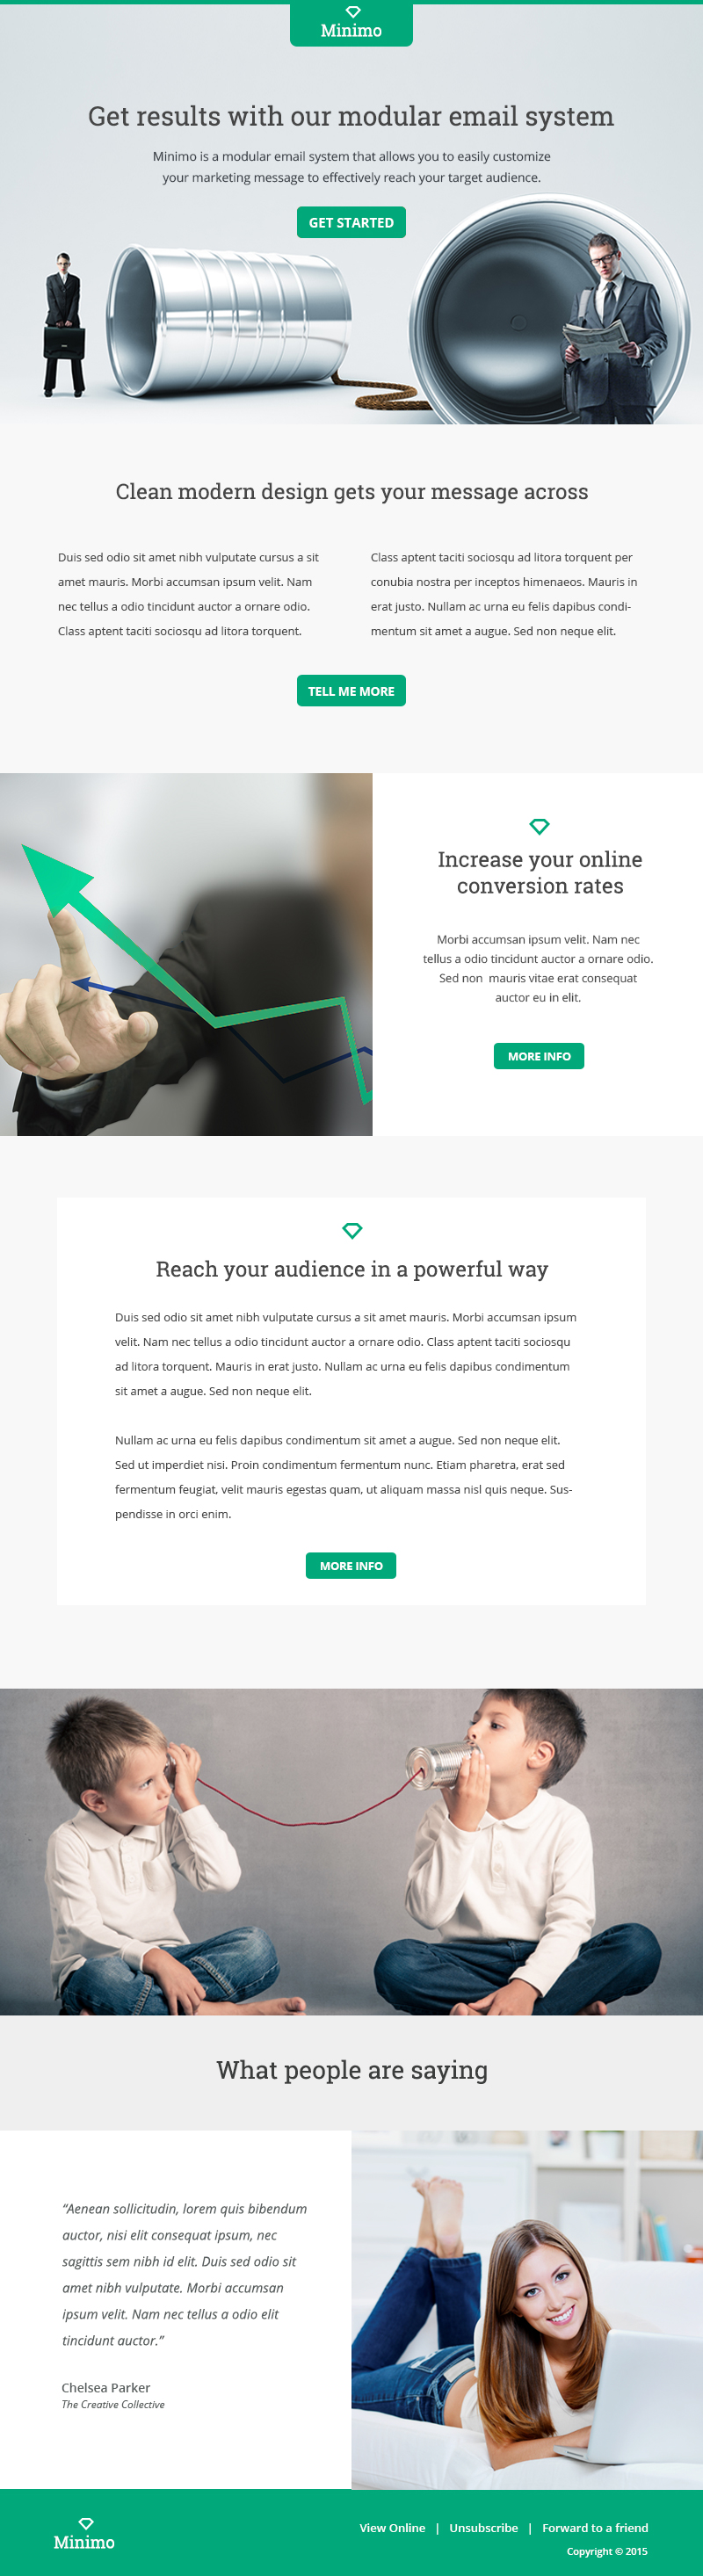 Minimo
Get results with our modular email system
Minimo is a modular email system that allows you to easily customize
your marketing message to effectively reach your target audience.
GET STARTED
Clean modern design gets your message across
Duis sed odio sit amet nibh vulputate cursus a sit
amet mauris. Morbi accumsan ipsum velit. Nam
nec tellus a odio tincidunt auctor a ornare odio.
Class aptent taciti sociosqu ad litora torquent.
Class aptent taciti sociosqu ad litora torquent per
conubia nostra per inceptos himenaeos. Mauris in
erat justo. Nullam ac urna eu felis dapibus condi-
mentum sit amet a augue. Sed non neque elit.
TELL ME MORE
Increase your online
conversion rates
Morbi accumsan ipsum velit. Nam nec
tellus a odio tincidunt auctor a ornare odio.
Sed non  mauris vitae erat consequat
auctor eu in elit.
MORE INFO
Reach your audience in a powerful way
Duis sed odio sit amet nibh vulputate cursus a sit amet mauris. Morbi accumsan ipsum
velit. Nam nec tellus a odio tincidunt auctor a ornare odio. Class aptent taciti sociosqu
ad litora torquent. Mauris in erat justo. Nullam ac urna eu felis dapibus condimentum
sit amet a augue. Sed non neque elit.
Nullam ac urna eu felis dapibus condimentum sit amet a augue. Sed non neque elit.
Sed ut imperdiet nisi. Proin condimentum fermentum nunc. Etiam pharetra, erat sed
fermentum feugiat, velit mauris egestas quam, ut aliquam massa nisl quis neque. Sus-
pendisse in orci enim.
MORE INFO
What people are saying
“Aenean sollicitudin, lorem quis bibendum
auctor, nisi elit consequat ipsum, nec
sagittis sem nibh id elit. Duis sed odio sit
amet nibh vulputate. Morbi accumsan
ipsum velit. Nam nec tellus a odio elit
tincidunt auctor.”
Chelsea Parker
The Creative Collective
Minimo
View Online | Unsubscribe | Forward to a friend
Copyright © 2015